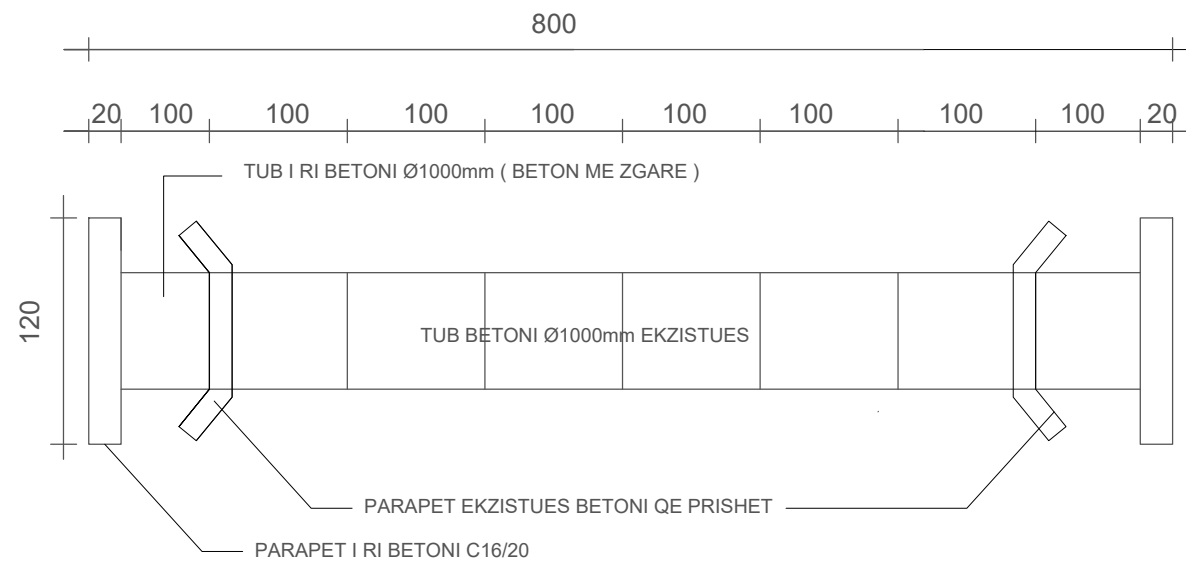 800
20 100 100 100 100 100 100 100 100 20
TUB I RI BETONI Ø1000mm ( BETON ME ZGARE )
120
TUB BETONI Ø1000mm EKZISTUES
PARAPET EKZISTUES BETONI QE PRISHET
PARAPET I RI BETONI C16/20